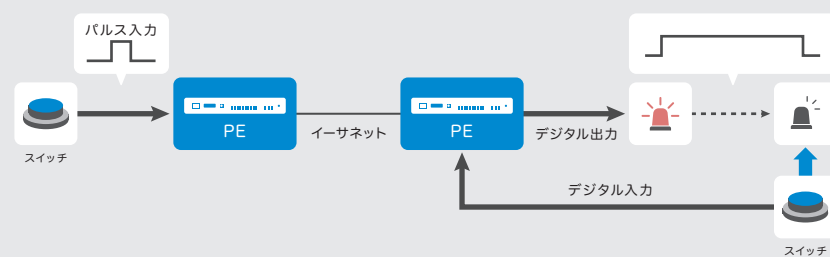 パルス入力
スイッチ
PE
イーサネット
PE
デジタル出力
デジタル入力
スイッチ